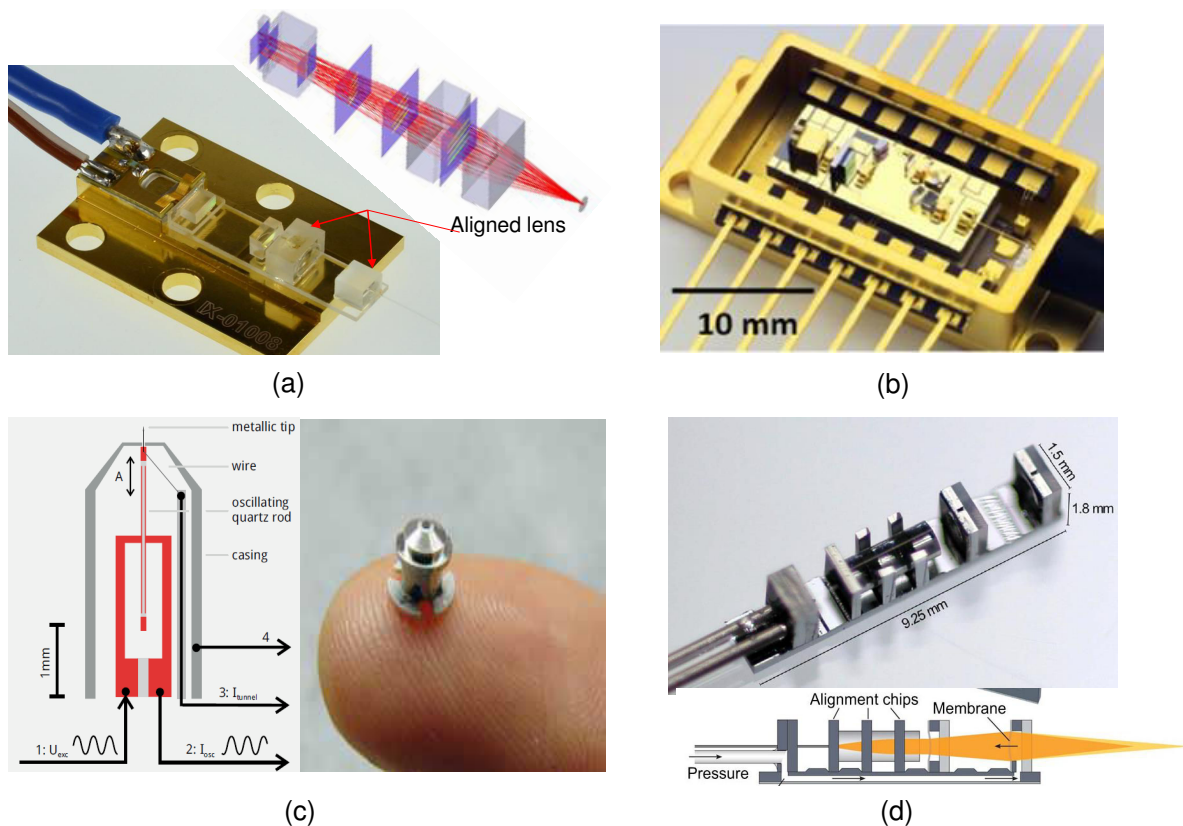 Aligned lens
IX-01008
(a)
10 mm
(b)
metallic tip
wire
A
oscillating
quartz rod
casing
1mm
4
3: Itunnel
1: Uexc
2: Iosc
(c)
1.5 mm
1.8 mm
9.25 mm
Alignment chips
Membrane
Pressure
(d)